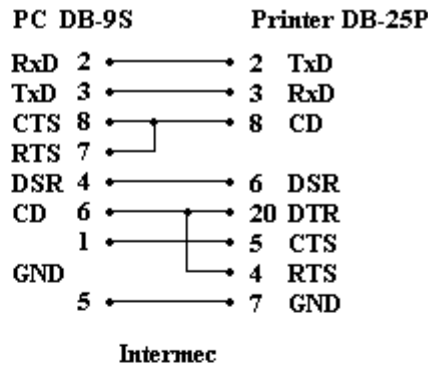 PC DB-9S Printer DB-25P
RxD 2 2 TxD
TxD 3 3 RxD
CTS 8 8 CD
RTS 7
DSR 4 6 DSR
CD 6 20 DTR
1 5 CTS
GND 4 RTS
5 7 GND
Intermec